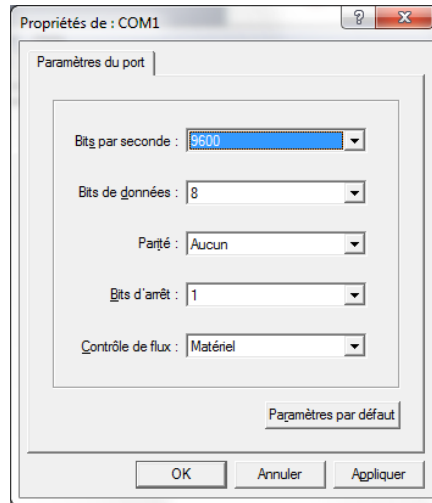 Propriétés de : COM1
?
Paramètres du port
Bits par seconde : 9600
Bits de données : 8
Parité : Aucun
Bits d'arrêt : 1
Contrôle de flux : Matériel
Paramètres par défaut
OK Annuler Appliquer